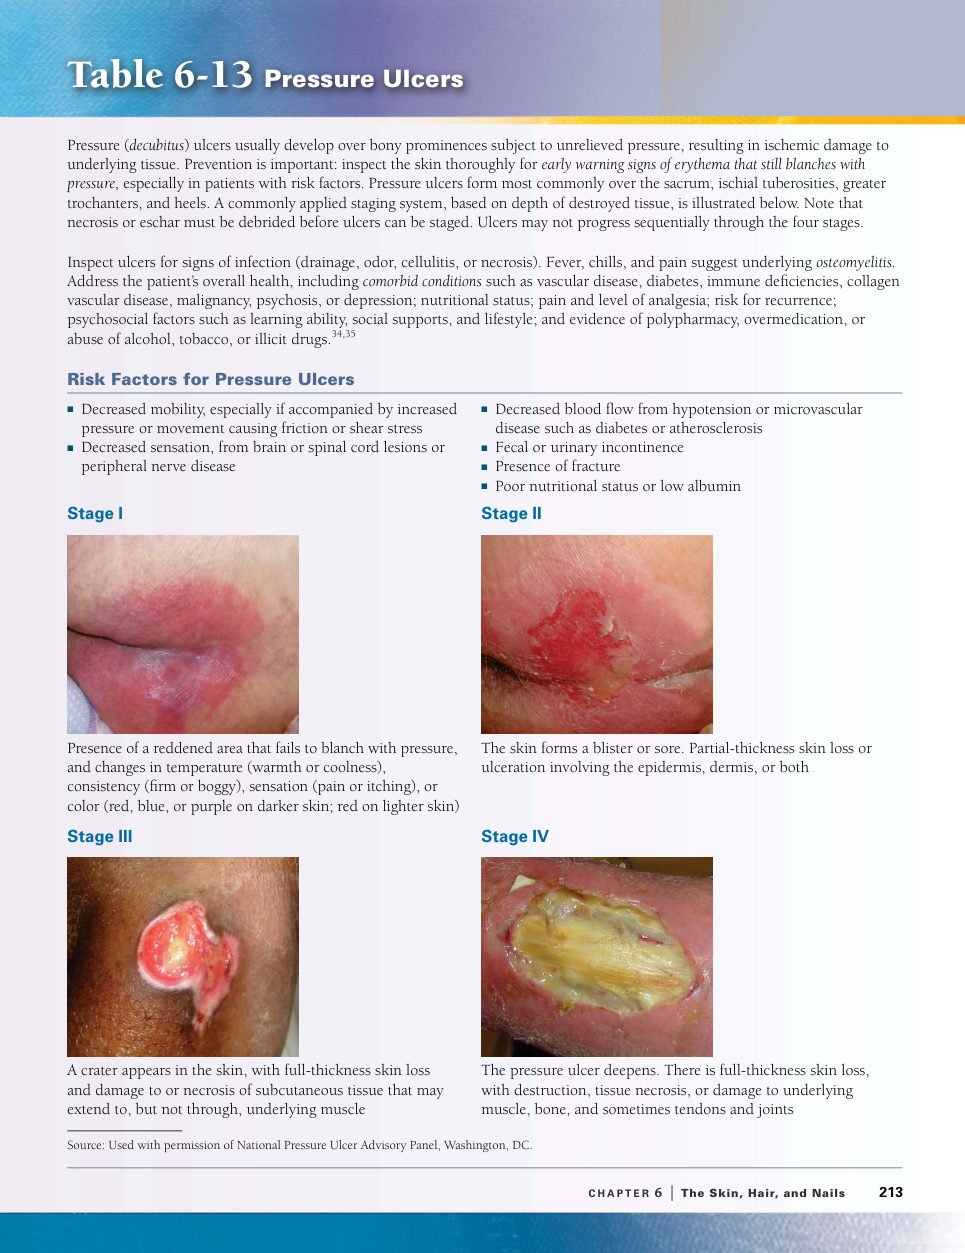 Table 6-13 Pressure Ulcers
Pressure (decubitus) ulcers usually develop over bony prominences subject to unrelieved pressure, resulting in ischemic damage to
underlying tissue. Prevention is important: inspect the skin thoroughly for early warning signs of erythema that still blanches with
pressure, especially in patients with risk factors. Pressure ulcers form most commonly over the sacrum, ischial tuberosities, greater
trochanters, and heels. A commonly applied staging system, based on depth of destroyed tissue, is illustrated below. Note that
necrosis or eschar must be debrided before ulcers can be staged. Ulcers may not progress sequentially through the four stages.
Inspect ulcers for signs of infection (drainage, odor, cellulitis, or necrosis). Fever, chills, and pain suggest underlying osteomyelitis.
Address the patient's overall health, including comorbid conditions such as vascular disease, diabetes, immune deficiencies, collagen
vascular disease, malignancy, psychosis, or depression; nutritional status; pain and level of analgesia; risk for recurrence;
psychosocial factors such as learning ability, social supports, and lifestyle; and evidence of polypharmacy, overmedication, or
abuse of alcohol, tobacco, or illicit drugs.34,35
Risk Factors for Pressure Ulcers
■ Decreased mobility, especially if accompanied by increased
pressure or movement causing friction or shear stress
■ Decreased sensation, from brain or spinal cord lesions or
peripheral nerve disease
■ Decreased blood flow from hypotension or microvascular
disease such as diabetes or atherosclerosis
■ Fecal or urinary incontinence
■ Presence of fracture
■ Poor nutritional status or low albumin
Stage I
Presence of a reddened area that fails to blanch with pressure,
and changes in temperature (warmth or coolness),
consistency (firm or boggy), sensation (pain or itching), or
color (red, blue, or purple on darker skin; red on lighter skin)
Stage II
The skin forms a blister or sore. Partial-thickness skin loss or
ulceration involving the epidermis, dermis, or both
Stage III
A crater appears in the skin, with full-thickness skin loss
and damage to or necrosis of subcutaneous tissue that may
extend to, but not through, underlying muscle
Stage IV
The pressure ulcer deepens. There is full-thickness skin loss,
with destruction, tissue necrosis, or damage to underlying
muscle, bone, and sometimes tendons and joints
Source: Used with permission of National Pressure Ulcer Advisory Panel, Washington, DC.
CHAPTER 6 | The Skin, Hair, and Nails 213